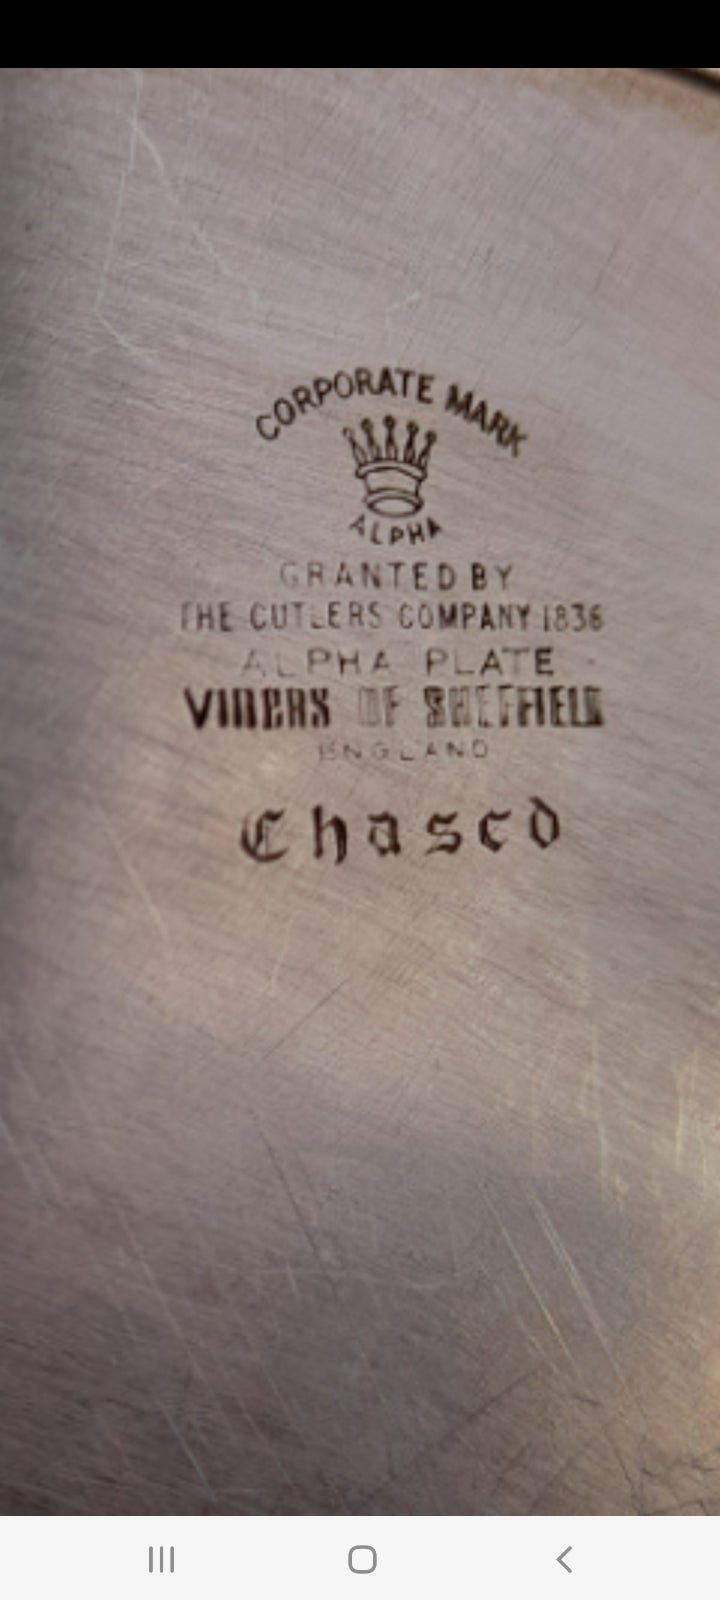 CORPORATE MARK
ALPHA
GRANTED BY
THE CUTLERS COMPANY 1836
ALPHA PLATE
VINERS OF SHEFFIELD
ENGLAND
Chased